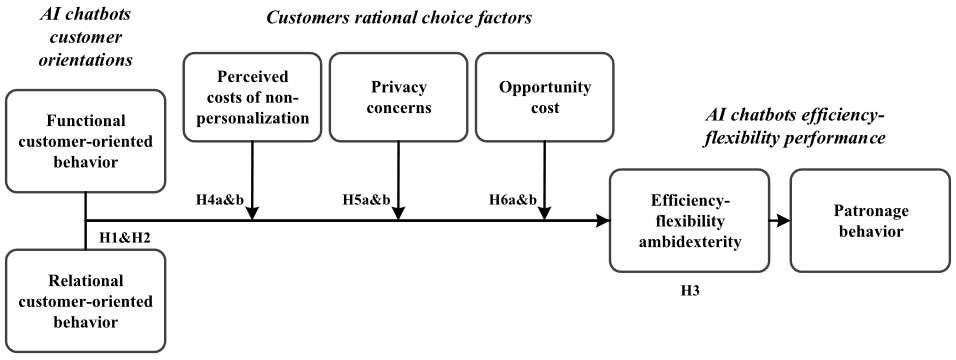 AI chatbots
customer
orientations
Customers rational choice factors
Functional
customer-oriented
behavior
Perceived
costs of non-
personalization
Privacy
concerns
Opportunity
cost
AI chatbots efficiency-
flexibility performance
H4a&b
H5a&b
H6a&b
H1&H2
Efficiency-
flexibility
ambidexterity
Patronage
behavior
Relational
customer-oriented
behavior
H3